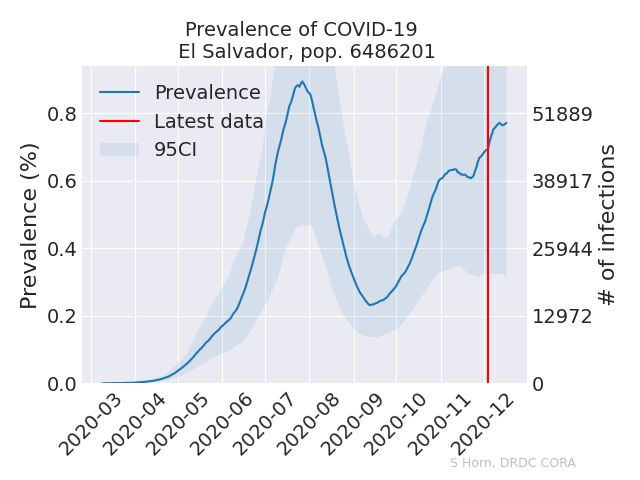 Prevalence of COVID-19
El Salvador, pop. 6486201
Prevalence
Latest data
95CI
Prevalence (%)
0.8
0.6
0.4
0.2
0.0
51889
38917
25944
12972
0
# of infections
2020-03
2020-04
2020-05
2020-06
2020-07
2020-08
2020-09
2020-10
2020-11
2020-12
S Horn, DRDC CORA